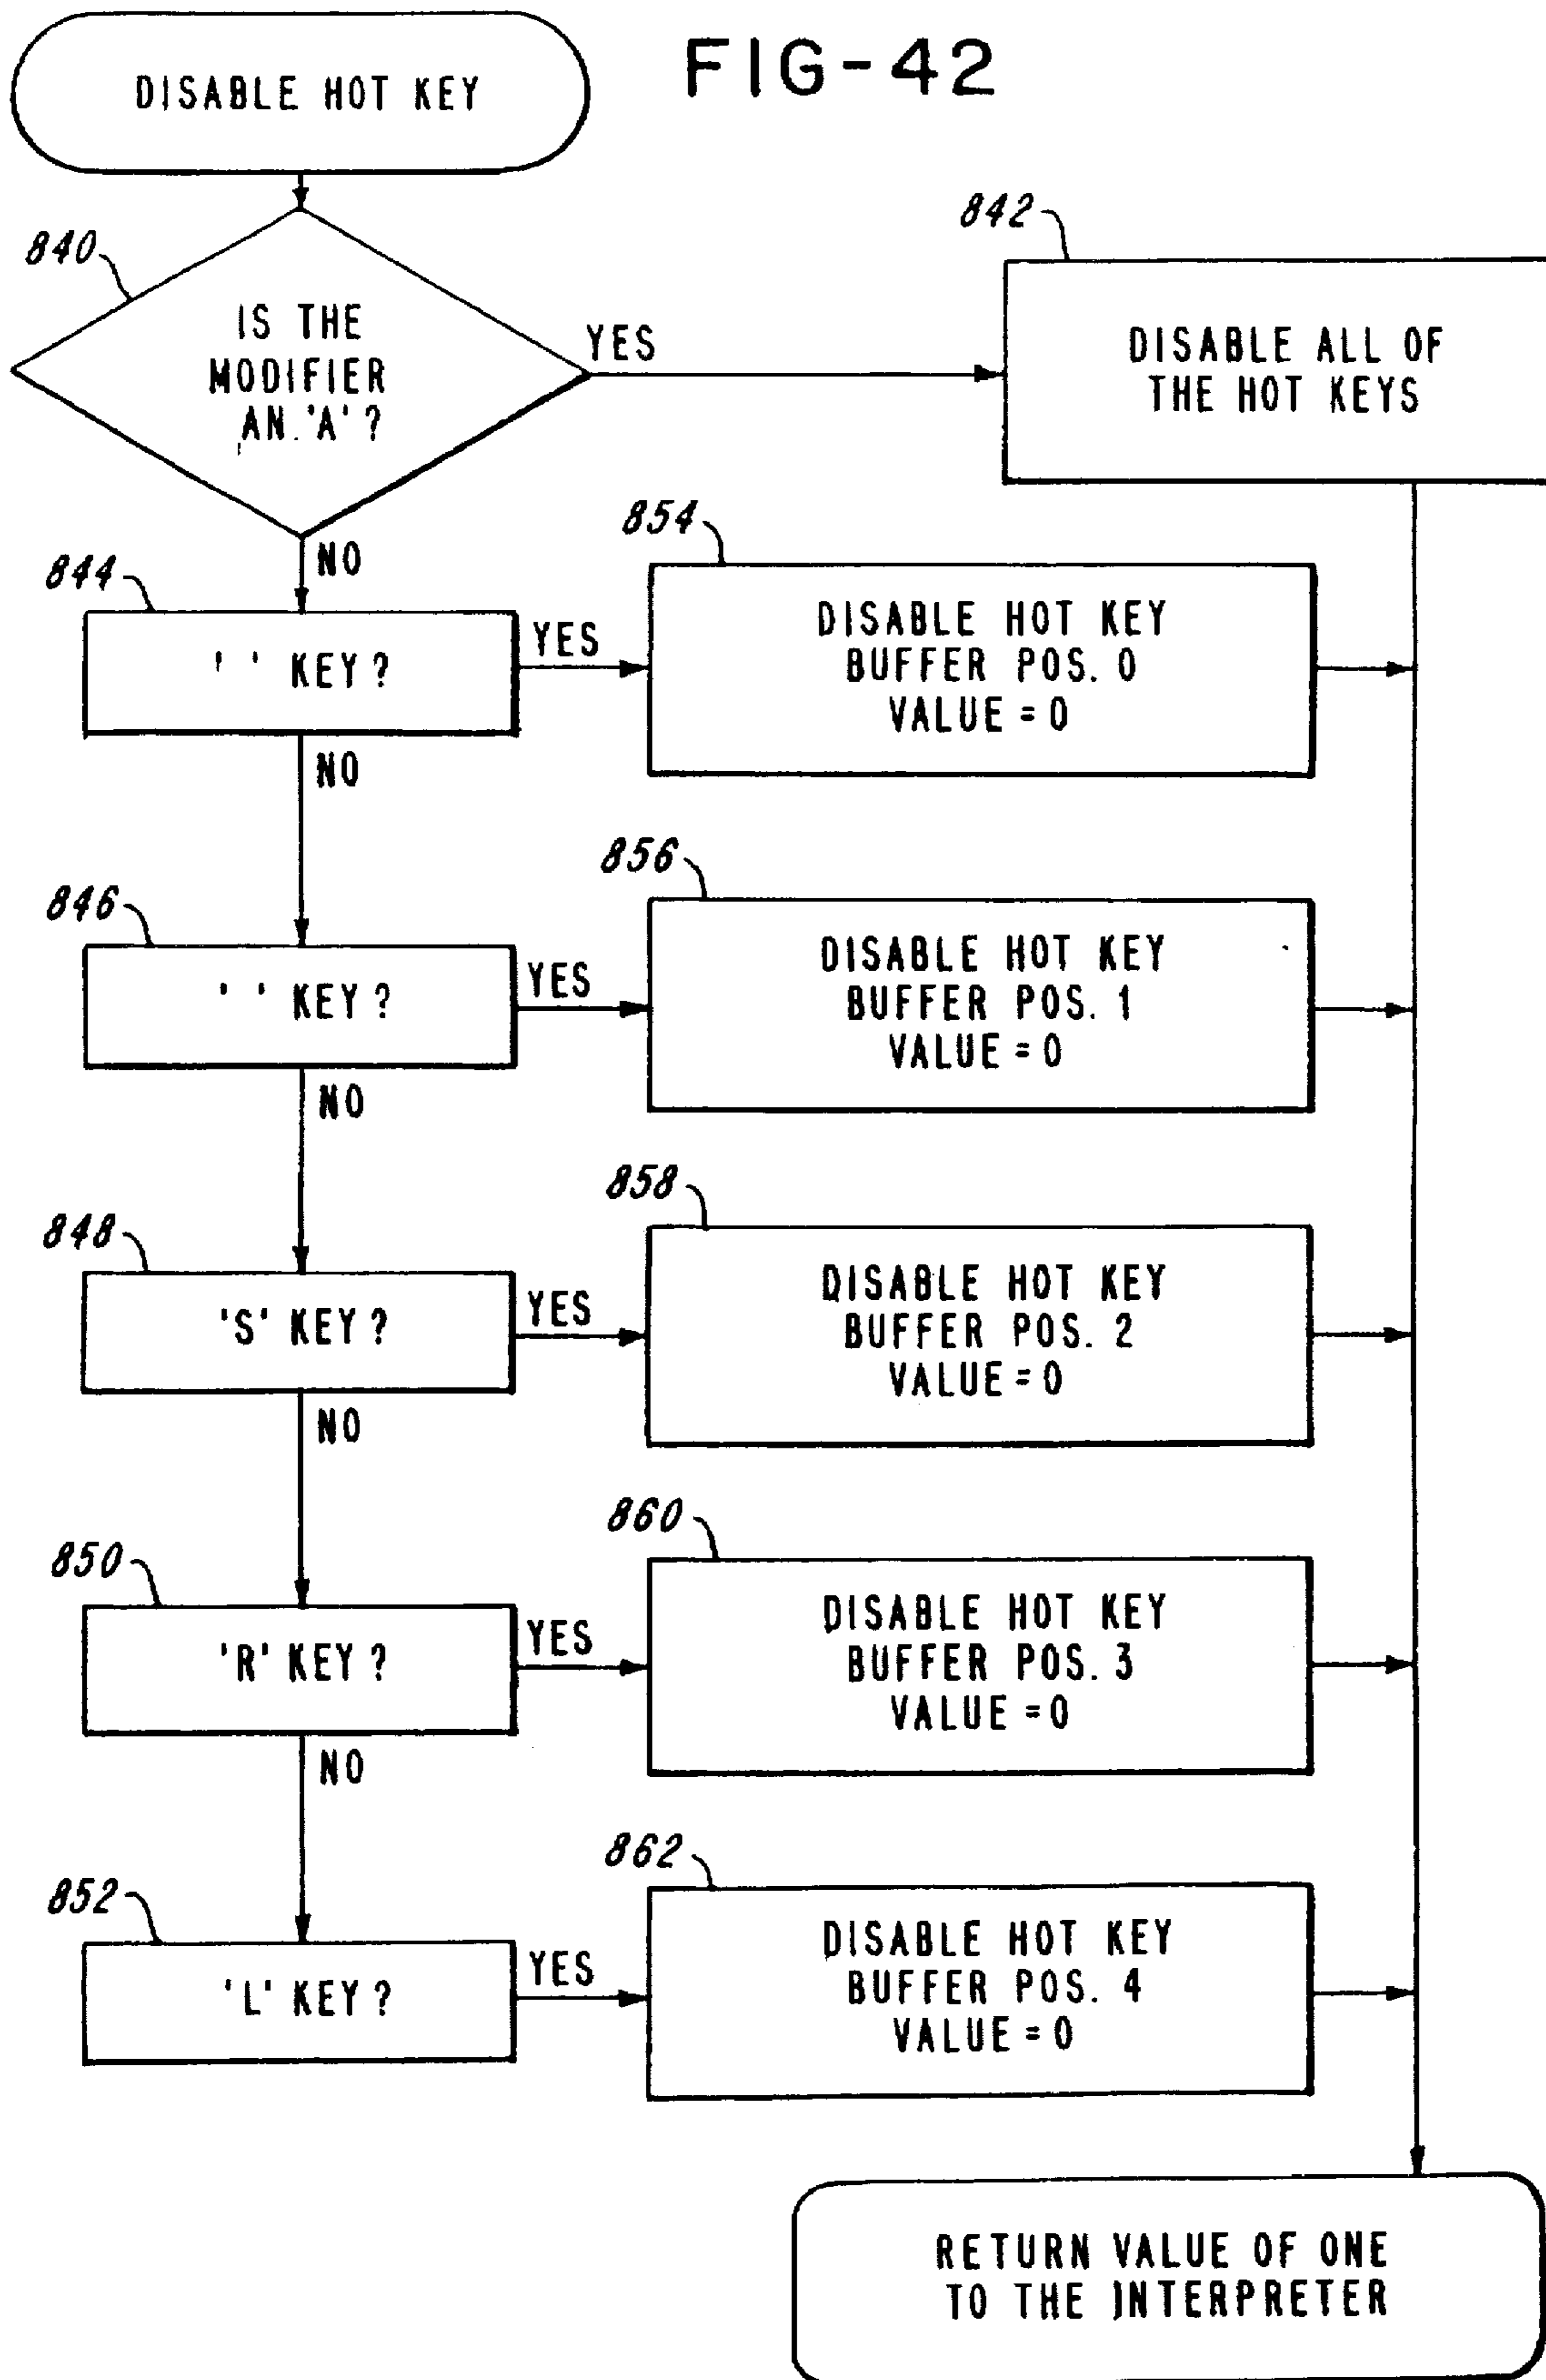 FIG-42
DISABLE HOT KEY
840
IS THE
MODIFIER
AN 'A'?
YES
842
DISABLE ALL OF
THE HOT KEYS
NO
844
' ' KEY?
YES
854
DISABLE HOT KEY
BUFFER POS. 0
VALUE = 0
NO
846
' ' KEY?
YES
856
DISABLE HOT KEY
BUFFER POS. 1
VALUE = 0
NO
848
'S' KEY?
YES
858
DISABLE HOT KEY
BUFFER POS. 2
VALUE = 0
NO
850
'R' KEY?
YES
860
DISABLE HOT KEY
BUFFER POS. 3
VALUE = 0
NO
852
'L' KEY?
YES
862
DISABLE HOT KEY
BUFFER POS. 4
VALUE = 0
RETURN VALUE OF ONE
TO THE INTERPRETER